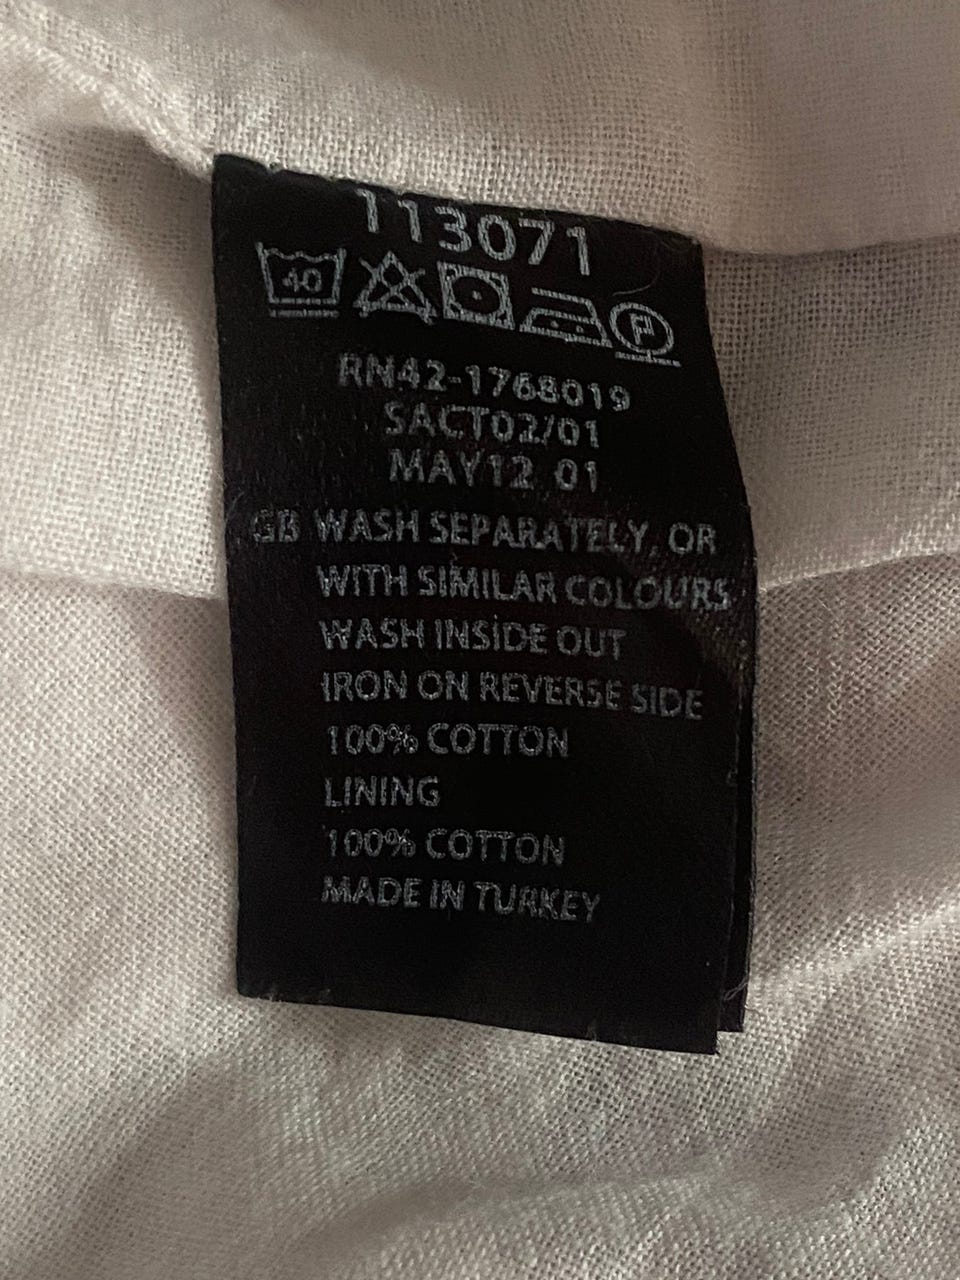 113071
40 P
RN42-1768019
SACT02/01
MAY12 01
GB WASH SEPARATELY, OR
WITH SIMILAR COLOURS
WASH INSIDE OUT
IRON ON REVERSE SIDE
100% COTTON
LINING
100% COTTON
MADE IN TURKEY